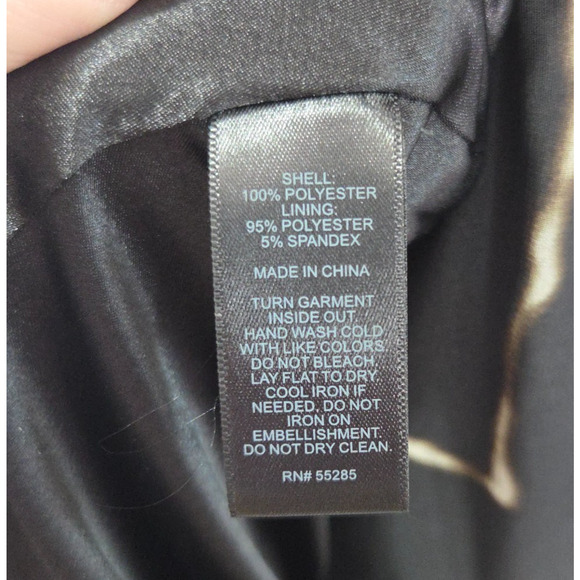 SHELL:
100% POLYESTER
LINING:
95% POLYESTER
5% SPANDEX
MADE IN CHINA
TURN GARMENT
INSIDE OUT
HAND WASH COLD
WITH LIKE COLORS.
DO NOT BLEACH.
LAY FLAT TO DRY
COOL IRON IF
NEEDED. DO NOT
IRON ON
EMBELLISHMENT.
DO NOT DRY CLEAN.
RN# 55285